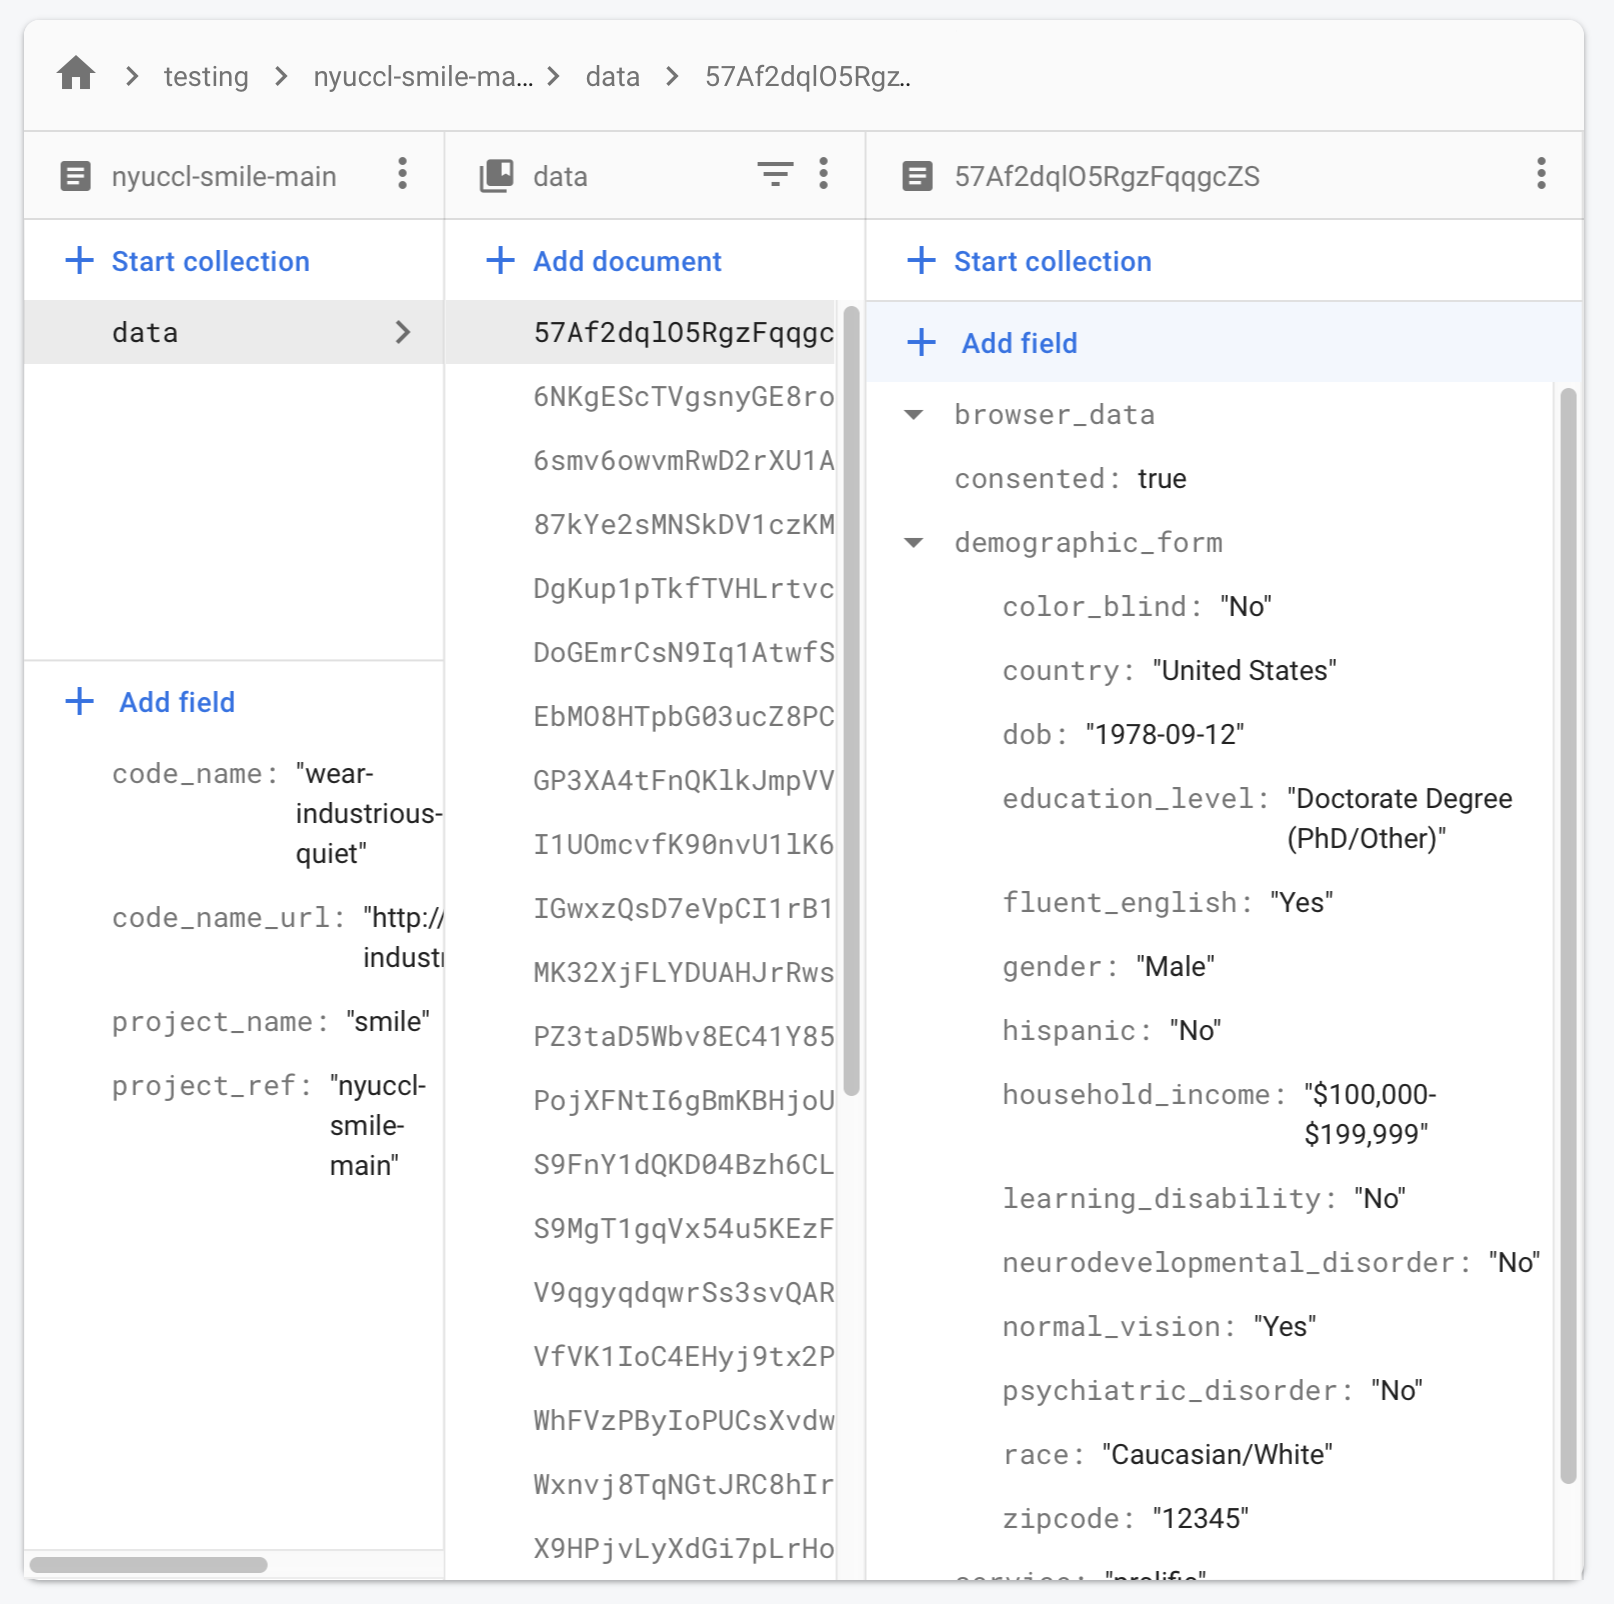 testing
nyuccl-smile-ma...
data
57Af2dqlO5Rgz..
nyuccl-smile-main
data
57Af2dqlO5RgzFqqgcZS
Start collection
data
Add field
code_name: "wear-
industrious-
quiet"
code_name_url: "http://
industr
project_name: "smile"
project_ref: "nyuccl-
smile-
main"
Add document
57Af2dqlO5RgzFqqgc
6NKgEScTVgsnyGE8ro
6smv6owvmRwD2rXU1A
87kYe2sMNSkDV1czKM
DgKup1pTkfTVHLrtvc
DoGEmrCsN9Iq1AtwfS
EbMO8HTpbG03ucZ8PC
GP3XA4tFnQKlkJmpVV
I1UOmcvfK90nvU1lK6
IGwxzQsD7eVpCI1rB1
MK32XjFLYDUAHJrRws
PZ3taD5Wbv8EC41Y85
PojXFNtI6gBmKBHjoU
S9FnY1dQKD04Bzh6CL
S9MgT1gqVx54u5KEzF
V9qgyqdqwrSs3svQAR
VfVK1IoC4EHyj9tx2P
WhFVzPByIoPUCsXvdw
Wxnvj8TqNGtJRC8hIr
X9HPjvLyXdGi7pLrHo
Start collection
Add field
browser_data
consented: true
demographic_form
color_blind: "No"
country: "United States"
dob: "1978-09-12"
education_level: "Doctorate Degree
(PhD/Other)"
fluent_english: "Yes"
gender: "Male"
hispanic: "No"
household_income: "$100,000-
$199,999"
learning_disability: "No"
neurodevelopmental_disorder: "No"
normal_vision: "Yes"
psychiatric_disorder: "No"
race: "Caucasian/White"
zipcode: "12345"
service: "prolific"